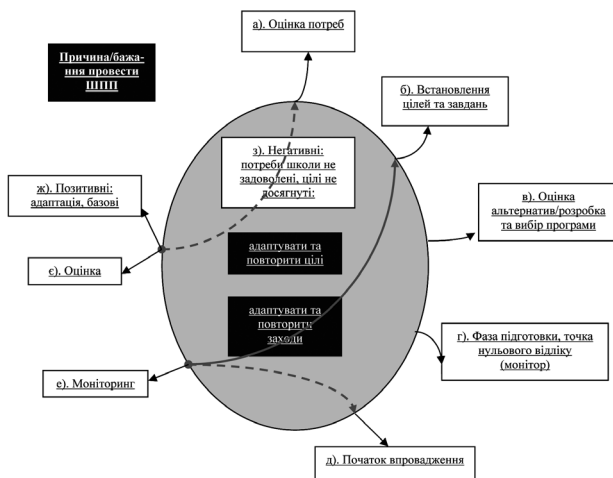 а). Оцінка потреб
Причина/бажа-
ння провести
ШПП
б). Встановлення
цілей та завдань
з). Негативні:
потреби школи не
задоволені, цілі не
досягнуті:
ж). Позитивні:
адаптація, базові
в). Оцінка
альтернатив/розробка
та вибір програми
адаптувати та
повторити цілі
є). Оцінка
адаптувати та
повторити
заходи
г). Фаза підготовки, точка
нульового відліку
(монітор)
е). Моніторинг
д). Початок впровадження